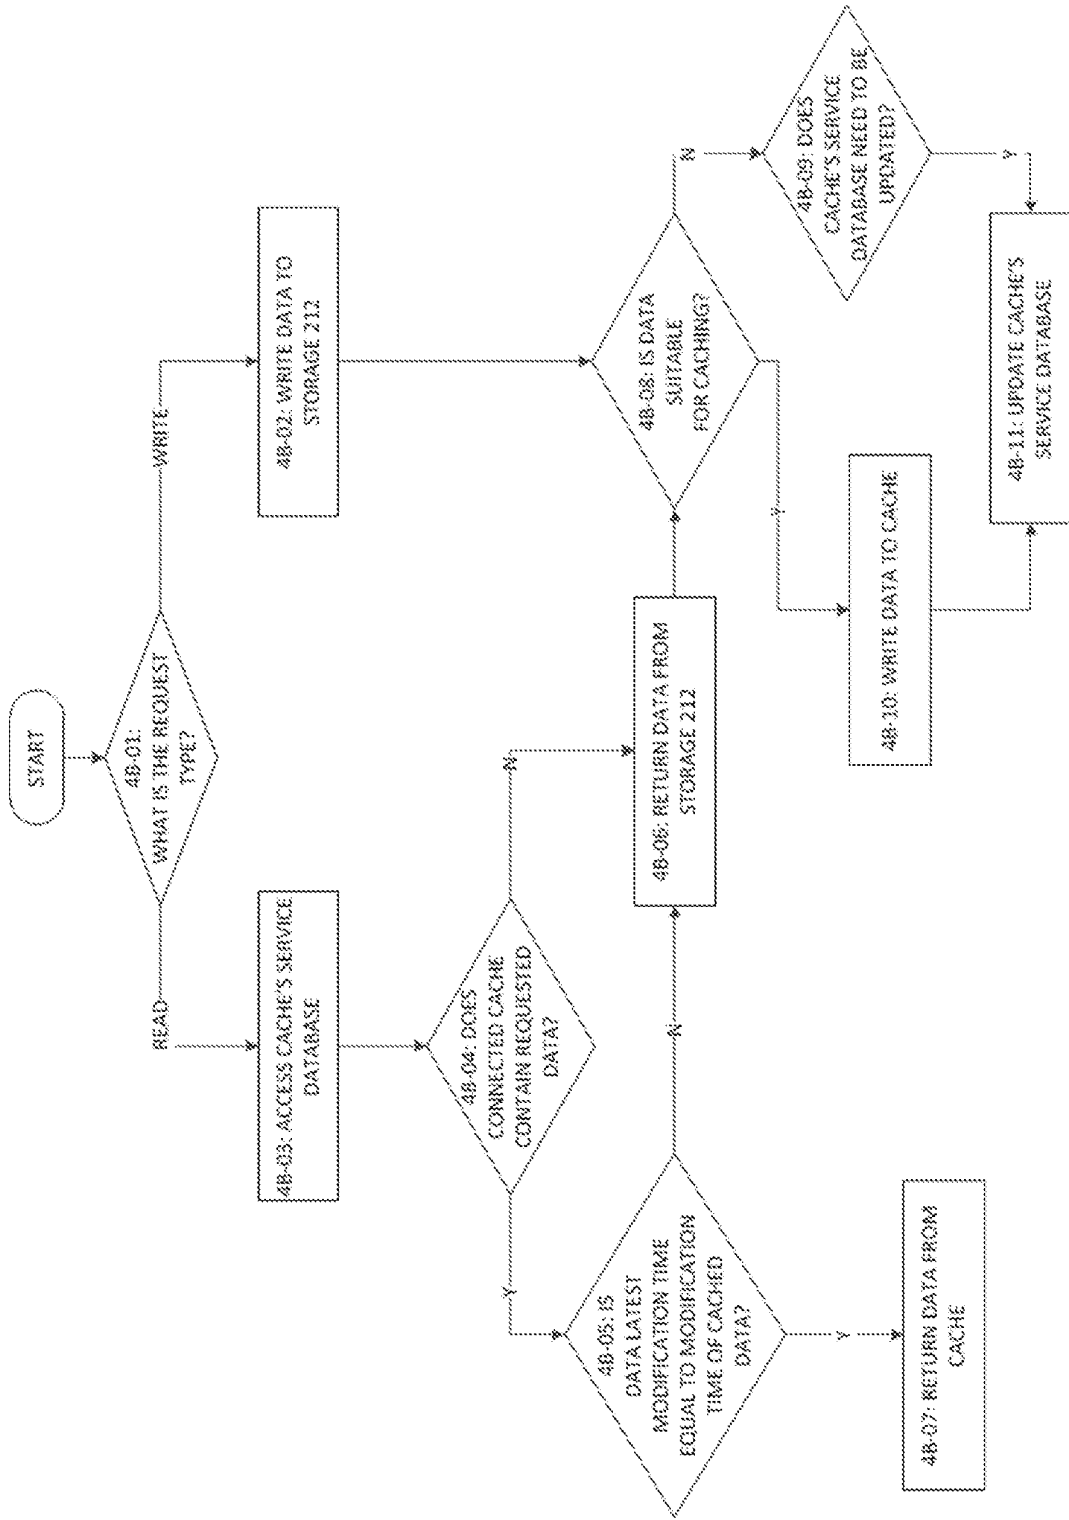 START
4B-01:
WHAT IS THE REQUEST
TYPE?
READ
WRITE
4B-03: ACCESS CACHE'S SERVICE
DATABASE
4B-02: WRITE DATA TO
STORAGE 212
4B-04: DOES
CONNECTED CACHE
CONTAIN REQUESTED
DATA?
Y
N
4B-05: IS
DATA LATEST
MODIFICATION TIME
EQUAL TO MODIFICATION
TIME OF CACHED
DATA?
N
Y
4B-06: RETURN DATA FROM
STORAGE 212
4B-08: IS DATA
SUITABLE
FOR CACHING?
N
Y
4B-09: DOES
CACHE'S SERVICE
DATABASE NEED TO BE
UPDATED?
Y
4B-07: RETURN DATA FROM
CACHE
4B-10: WRITE DATA TO CACHE
4B-11: UPDATE CACHE'S
SERVICE DATABASE